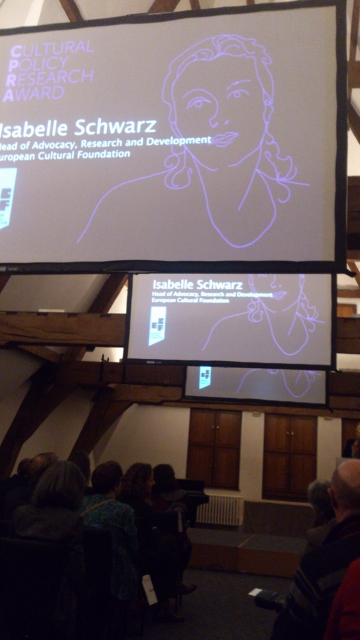 CULTURAL
POLICY
RESEARCH
AWARD
Isabelle Schwarz
Head of Advocacy, Research and Development
European Cultural Foundation
Isabelle Schwarz
Head of Advocacy, Research and Development
European Cultural Foundation